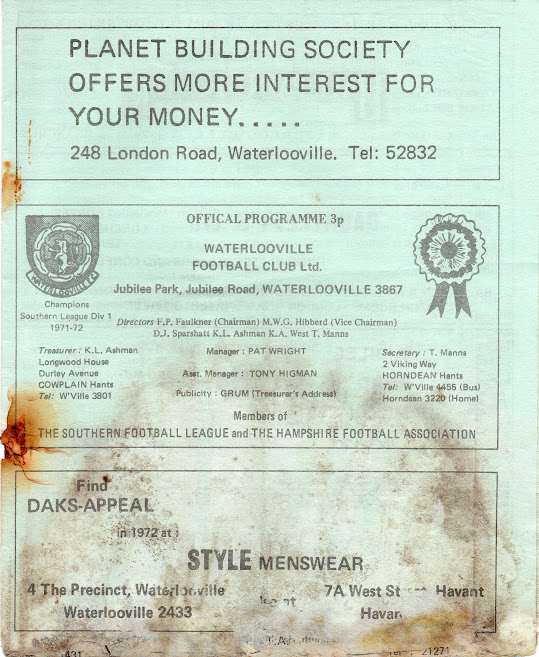 PLANET BUILDING SOCIETY
OFFERS MORE INTEREST FOR
YOUR MONEY.....
248 London Road, Waterlooville. Tel: 52832
OFFICAL PROGRAMME 3p
WATERLOOVILLE
FOOTBALL CLUB Ltd.
Jubilee Park, Jubilee Road, WATERLOOVILLE 3867
WATERLOOVILLE F.C.
Champions
Southern League Div 1
1971-72
Directors F.P. Faulkner (Chairman) M.W.G. Hibberd (Vice Chairman)
D.J. Sparshatt K.L. Ashman K.A. West T. Manns
Treasurer : K.L. Ashman
Longwood House
Durley Avenue
COWPLAIN Hants
Tel: W'Ville 3801
Manager : PAT WRIGHT
Asst. Manager : TONY HIGMAN
Publicity : GRUM (Treasurer's Address)
Secretary : T. Manns
2 Viking Way
HORNDEAN Hants
Tel: W'Ville 4455 (Bus)
Horndean 3220 (Home)
Members of
THE SOUTHERN FOOTBALL LEAGUE and THE HAMPSHIRE FOOTBALL ASSOCIATION
Find
DAKS-APPEAL
in 1972 at :
STYLE MENSWEAR
4 The Precinct, Waterlooville
Waterlooville 2433
at
7A West Havant
21271